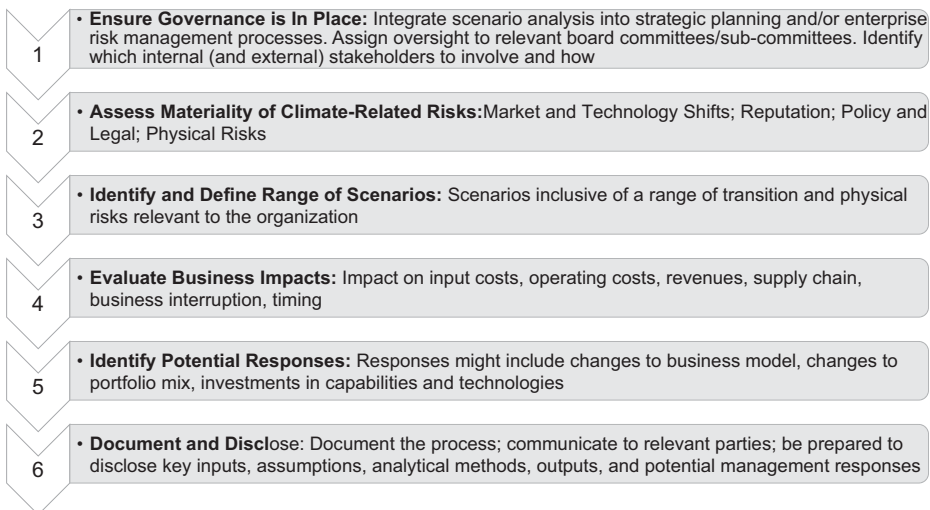 1
• Ensure Governance is In Place: Integrate scenario analysis into strategic planning and/or enterprise
risk management processes. Assign oversight to relevant board committees/sub-committees. Identify
which internal (and external) stakeholders to involve and how
2
• Assess Materiality of Climate-Related Risks:Market and Technology Shifts; Reputation; Policy and
Legal; Physical Risks
3
• Identify and Define Range of Scenarios: Scenarios inclusive of a range of transition and physical
risks relevant to the organization
4
• Evaluate Business Impacts: Impact on input costs, operating costs, revenues, supply chain,
business interruption, timing
5
• Identify Potential Responses: Responses might include changes to business model, changes to
portfolio mix, investments in capabilities and technologies
6
• Document and Disclose: Document the process; communicate to relevant parties; be prepared to
disclose key inputs, assumptions, analytical methods, outputs, and potential management responses